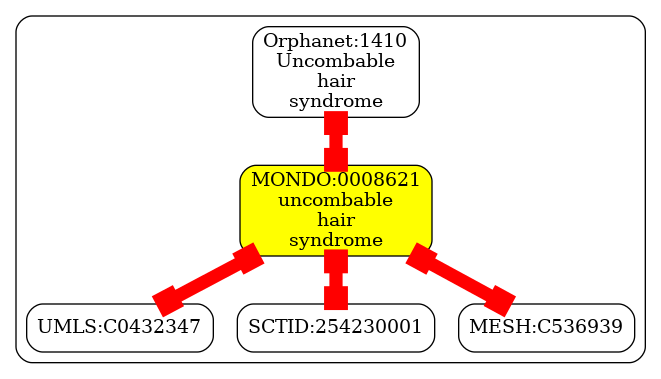 Orphanet:1410
Uncombable
hair
syndrome
MONDO:0008621
uncombable
hair
syndrome
UMLS:C0432347
SCTID:254230001
MESH:C536939